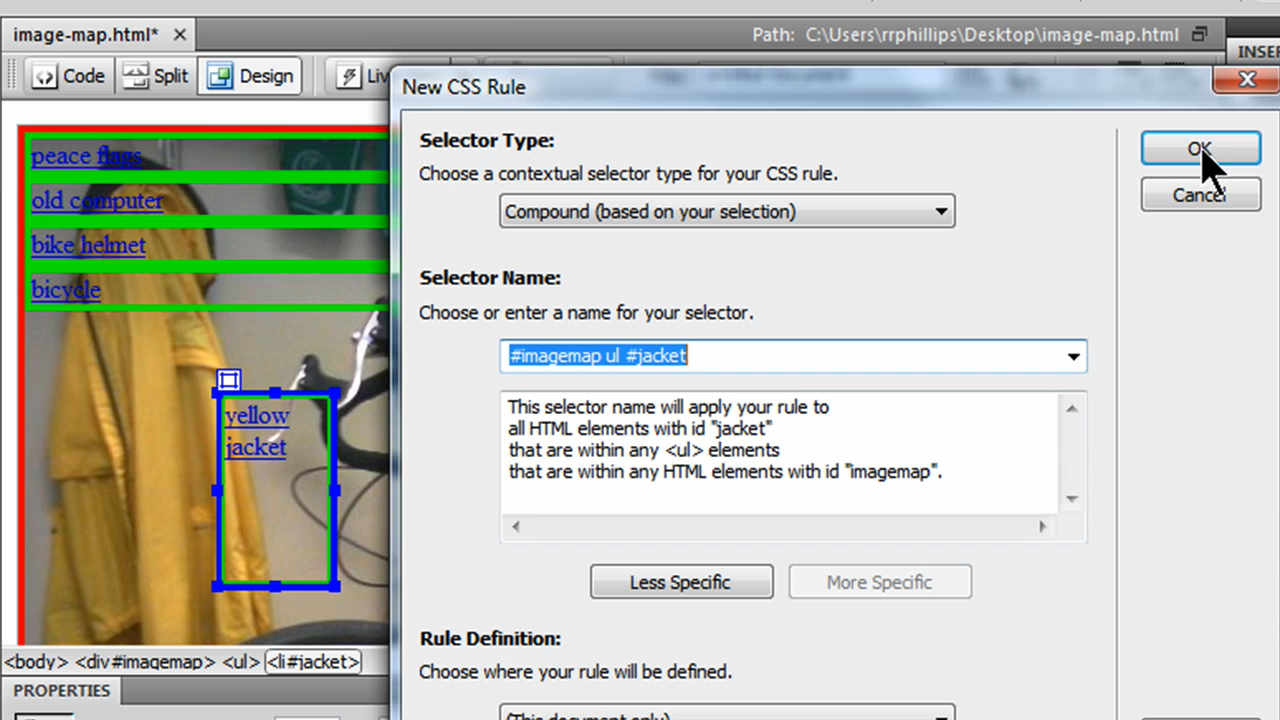 image-map.html* ×
Path: C:\Users\rrphillips\Desktop\image-map.html
INSER
Code
Split
Design
Liv
New CSS Rule
Selector Type:
Choose a contextual selector type for your CSS rule.
Compound (based on your selection)
OK
Cancel
Selector Name:
Choose or enter a name for your selector.
#imagemap ul #jacket
This selector name will apply your rule to
all HTML elements with id "jacket"
that are within any <ul> elements
that are within any HTML elements with id "imagemap".
Less Specific
More Specific
Rule Definition:
Choose where your rule will be defined.
(This document only)
peace flags
old computer
bike helmet
bicycle
yellow
jacket
<body> <div#imagemap> <ul> <li#jacket>
PROPERTIES